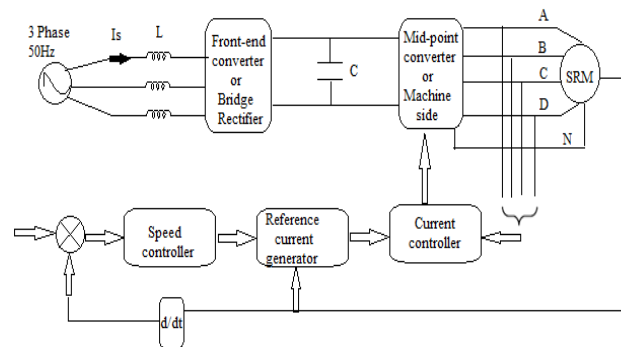 3 Phase
50Hz
Is
L
Front-end
converter
or
Bridge
Rectifier
C
Mid-point
converter
or
Machine
side
A
B
C
D
N
SRM
Speed
controller
Reference
current
generator
Current
controller
d/dt